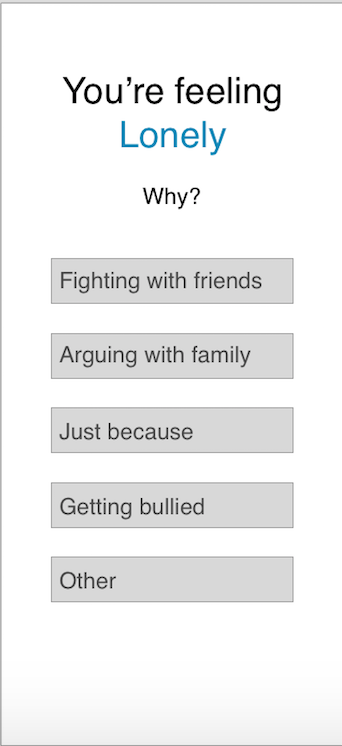 You’re feeling
Lonely
Why?
Fighting with friends
Arguing with family
Just because
Getting bullied
Other